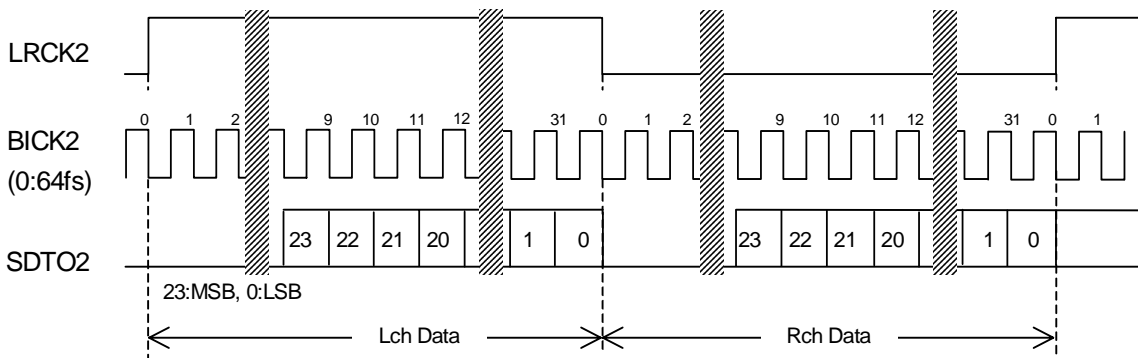 LRCK2
0 1 2 9 10 11 12 31 0 1 2 9 10 11 12 31 0 1
BICK2
(0:64fs)
23 22 21 20 1 0 23 22 21 20 1 0
SDTO2
23:MSB, 0:LSB
Lch Data Rch Data